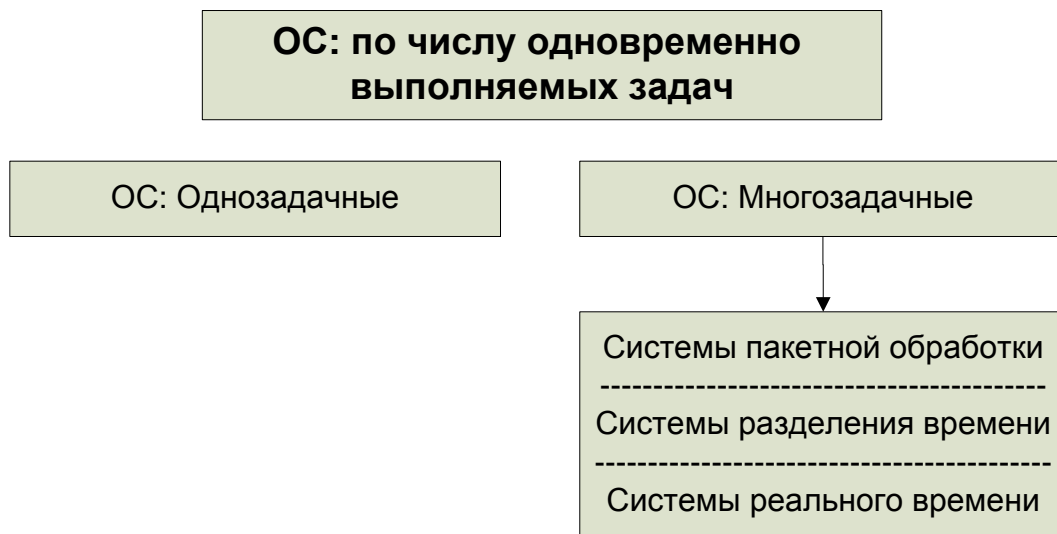 ОС: по числу одновременно
выполняемых задач
ОС: Однозадачные
ОС: Многозадачные
Системы пакетной обработки
------------------------------------------
Системы разделения времени
-------------------------------------------
Системы реального времени